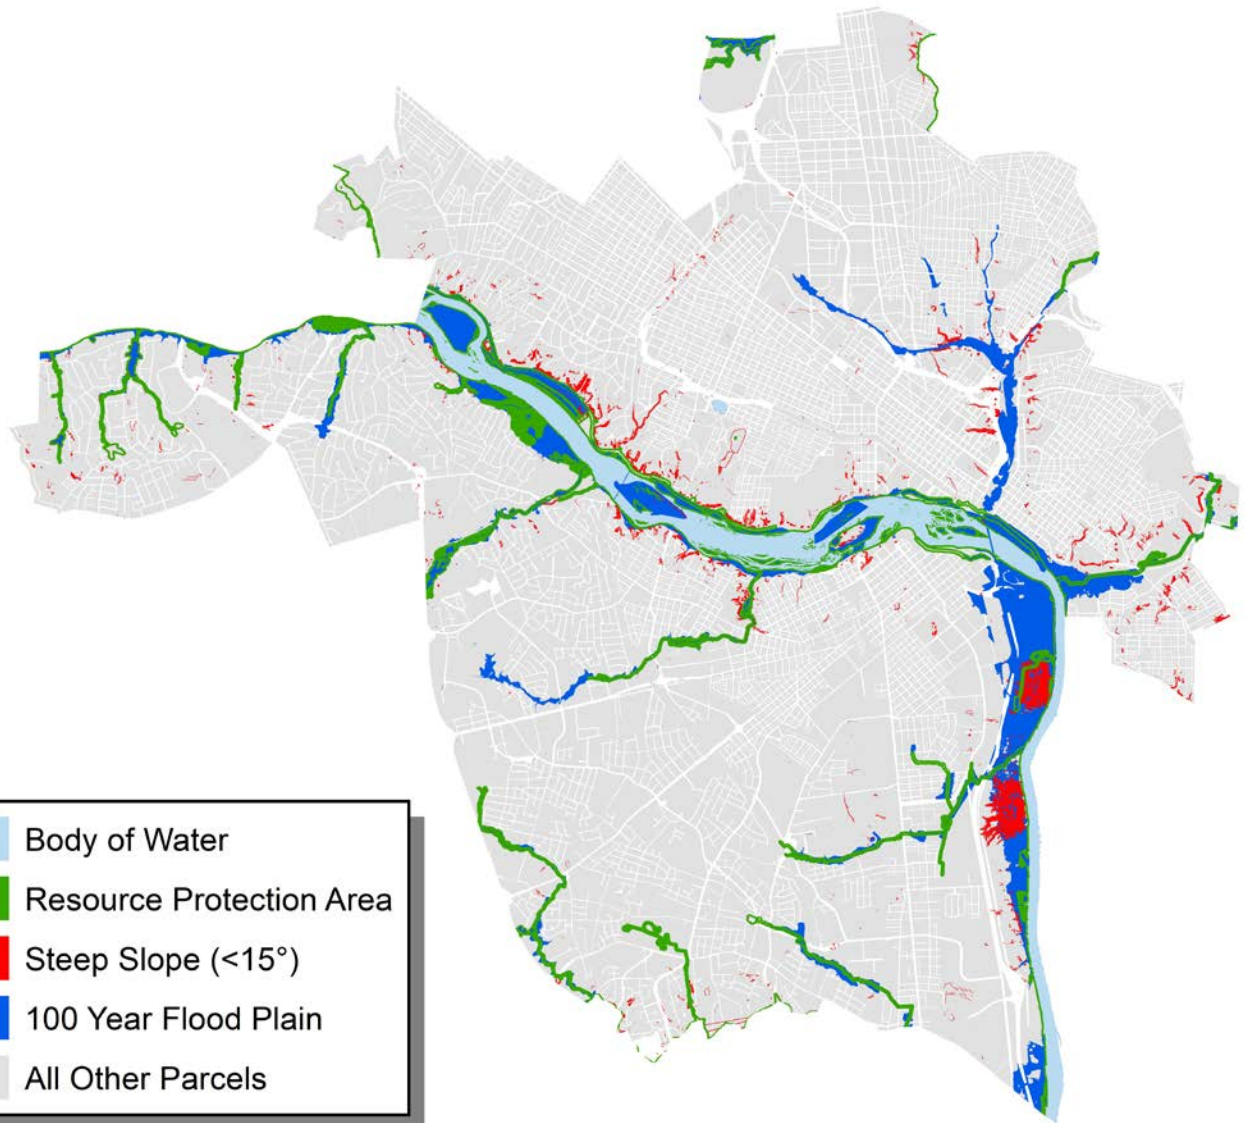 Body of Water
Resource Protection Area
Steep Slope (<15°)
100 Year Flood Plain
All Other Parcels